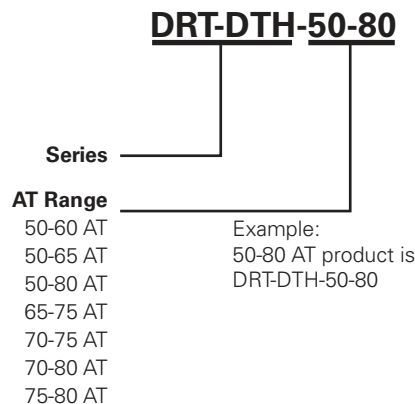 DRT-DTH-50-80
Series
AT Range
50-60 AT
50-65 AT
50-80 AT
65-75 AT
70-75 AT
70-80 AT
75-80 AT
Example:
50-80 AT product is
DRT-DTH-50-80